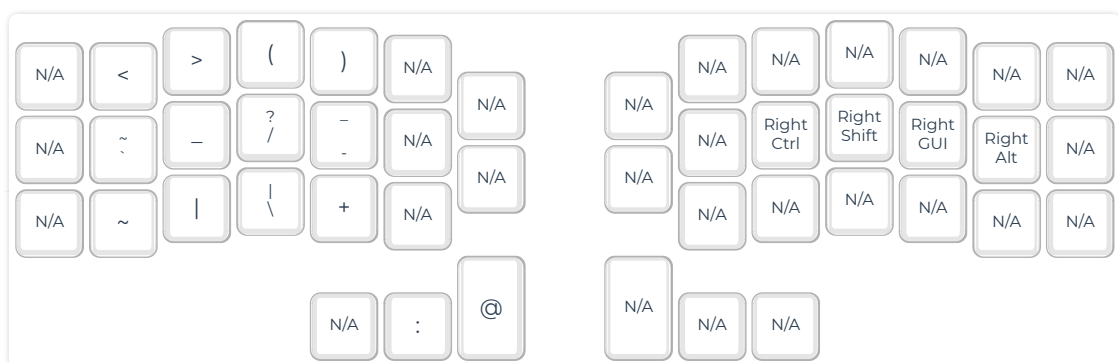 N/A < > ( ) N/A N/A N/A N/A N/A N/A N/A N/A N/A
N/A ~ _ ? _ N/A N/A N/A N/A Right Right Right Right N/A
` / - Ctrl Shift GUI Alt
N/A ~ | | + N/A N/A N/A N/A N/A N/A N/A
\
N/A : @ N/A N/A N/A